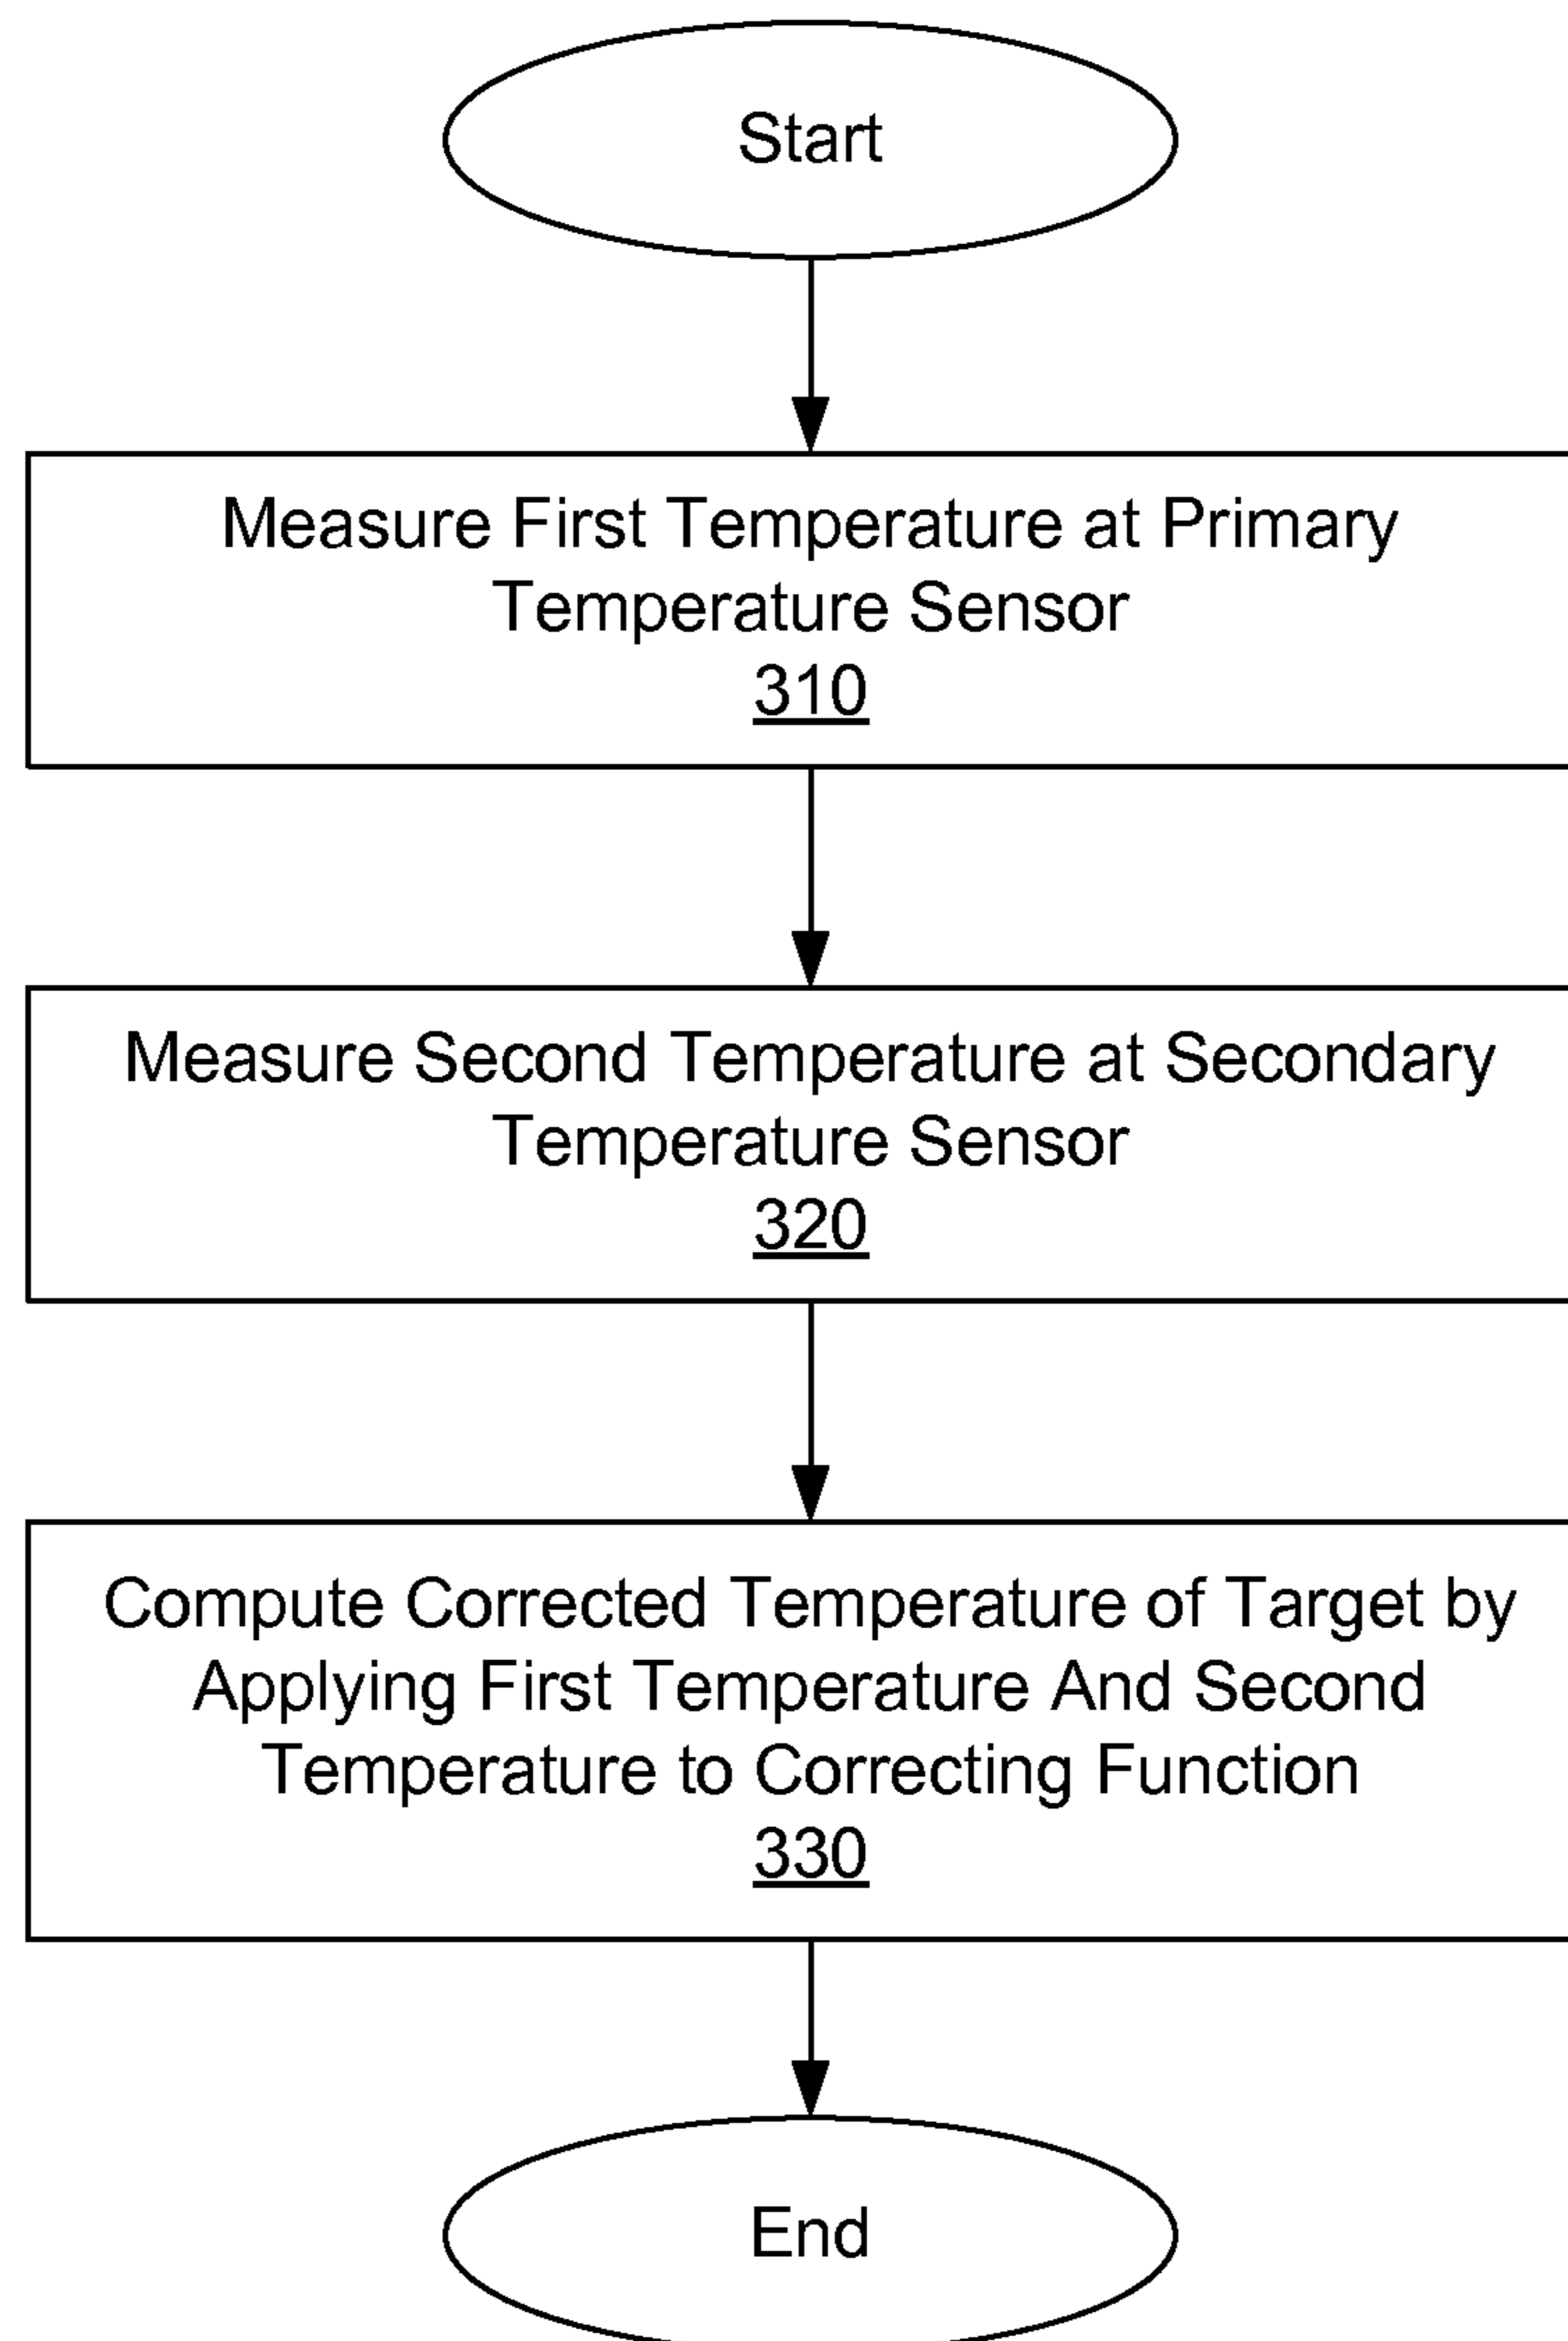 Start
Measure First Temperature at Primary
Temperature Sensor
310
Measure Second Temperature at Secondary
Temperature Sensor
320
Compute Corrected Temperature of Target by
Applying First Temperature And Second
Temperature to Correcting Function
330
End